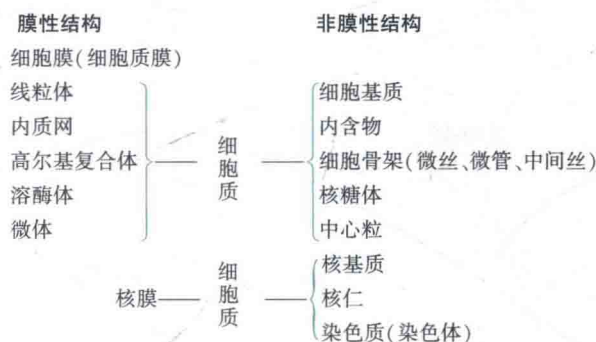 膜性结构 非膜性结构
细胞膜(细胞质膜)
线粒体 细胞基质
内质网 内含物
高尔基复合体 细胞质 细胞骨架(微丝、微管、中间丝)
溶酶体 核糖体
微体 中心粒
核基质
核膜 细胞质 核仁
染色质(染色体)